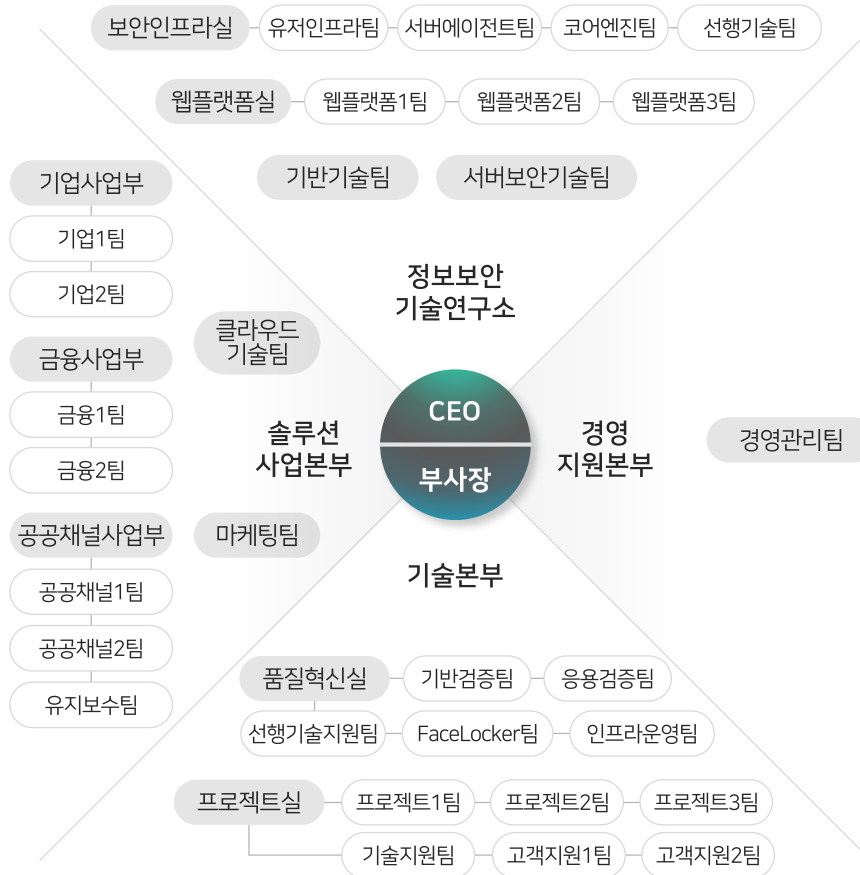 보안인프라실 유저인프라팀 서버에이전트팀 코어엔진팀 선행기술팀
웹플랫폼실 웹플랫폼1팀 웹플랫폼2팀 웹플랫폼3팀
기반기술팀 서버보안기술팀
정보보안
기술연구소
기업사업부
기업1팀
기업2팀
금융사업부
금융1팀
금융2팀
공공채널사업부
공공채널1팀
공공채널2팀
유지보수팀
클라우드
기술팀
솔루션
사업본부
마케팅팀
CEO
부사장
경영
지원본부
경영관리팀
기술본부
품질혁신실 기반검증팀 응용검증팀
선행기술지원팀 FaceLocker팀 인프라운영팀
프로젝트실 프로젝트1팀 프로젝트2팀 프로젝트3팀
기술지원팀 고객지원1팀 고객지원2팀